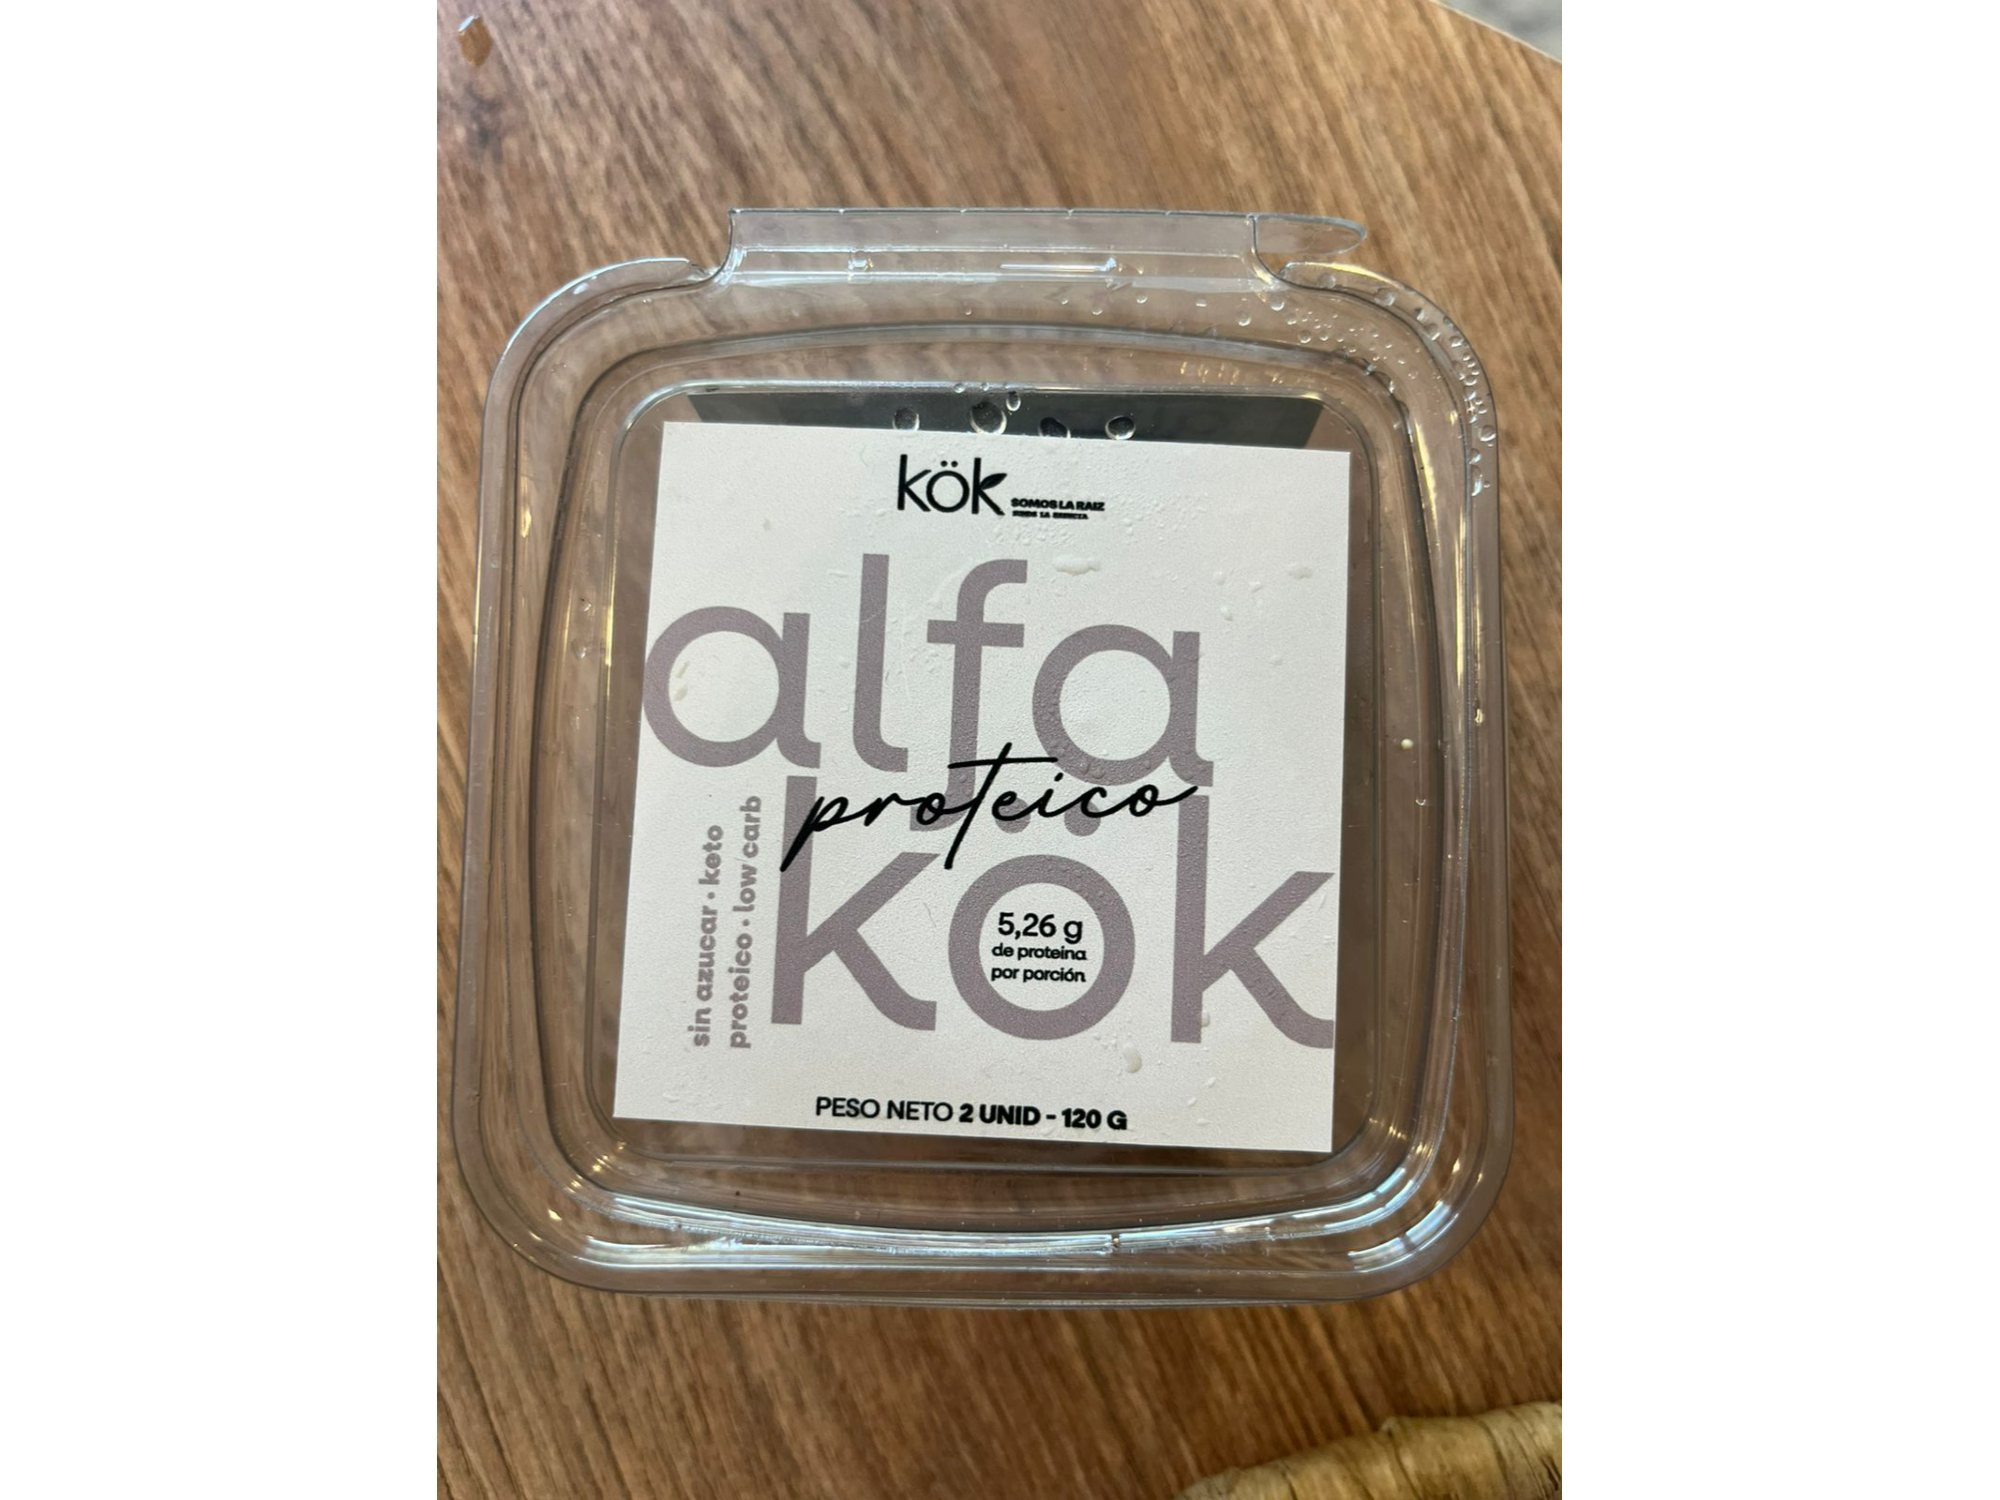 kök SOMOS LA RAIZ
alfa
proteico
kök
sin azucar • keto
proteico • low carb
5,26 g
de proteina
por porción
PESO NETO 2 UNID - 120 G